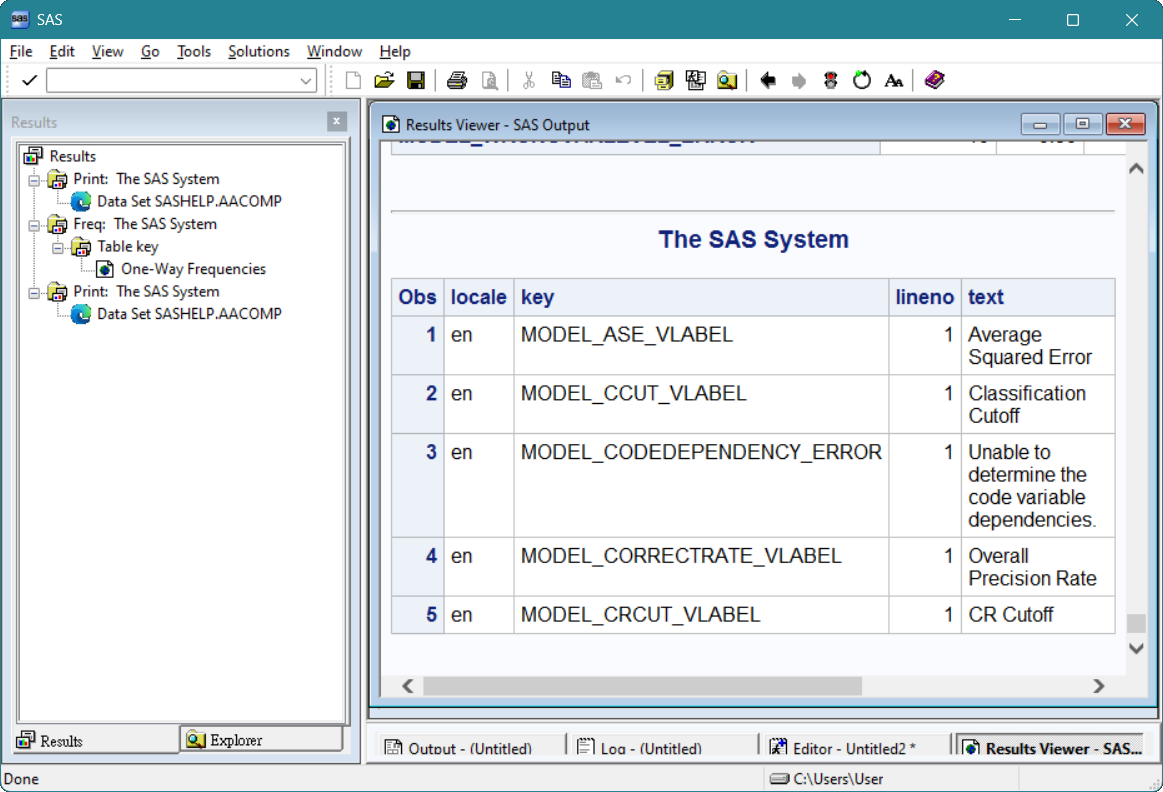 SAS
File Edit View Go Tools Solutions Window Help
Results
Results
Print: The SAS System
Data Set SASHELP.AACOMP
Freq: The SAS System
Table key
One-Way Frequencies
Print: The SAS System
Data Set SASHELP.AACOMP
Results Explorer
Results Viewer - SAS Output
The SAS System
Obs locale key lineno text
1 en MODEL_ASE_VLABEL 1 Average
Squared Error
2 en MODEL_CCUT_VLABEL 1 Classification
Cutoff
3 en MODEL_CODEDEPENDENCY_ERROR 1 Unable to
determine the
code variable
dependencies.
4 en MODEL_CORRECTRATE_VLABEL 1 Overall
Precision Rate
5 en MODEL_CRCUT_VLABEL 1 CR Cutoff
Output - (Untitled) Log - (Untitled) Editor - Untitled2 * Results Viewer - SAS...
Done C:\Users\User